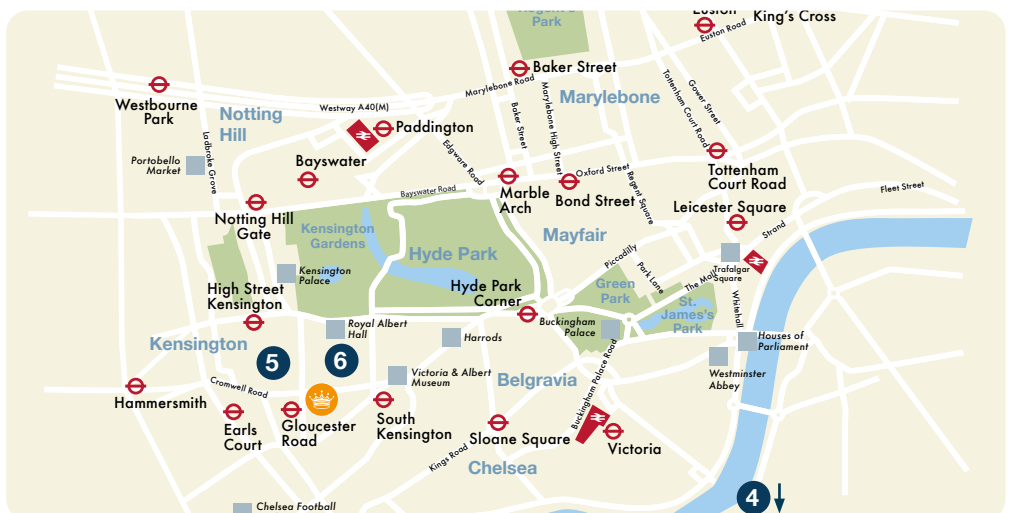 Euston
King's Cross
Regent's
Park
Euston Road
Baker Street
Marylebone Road
Marylebone
Westbourne
Park
Notting
Hill
Westway A40(M)
Paddington
Baker Street
Marylebone High Street
Tottenham Court Road
Gower Street
Ladbroke Grove
Portobello
Market
Bayswater
Edgware Road
Oxford Street
Tottenham
Court Road
Bayswater Road
Marble
Arch
Bond Street
Regent Square
Fleet Street
Notting Hill
Gate
Leicester Square
Kensington
Gardens
Hyde Park
Mayfair
Piccadilly
Strand
Kensington
Palace
Park Lane
The Mall
Trafalgar
Square
High Street
Kensington
Hyde Park
Corner
Green
Park
St.
James's
Park
Whitehall
Royal Albert
Hall
Harrods
Buckingham
Palace
Houses of
Parliament
Kensington
5
6
Victoria & Albert
Museum
Belgravia
Buckingham Palace Road
Westminster
Abbey
Hammersmith
Cromwell Road
Earls
Court
Gloucester
Road
South
Kensington
Sloane Square
Victoria
Kings Road
Chelsea
4
Chelsea Football